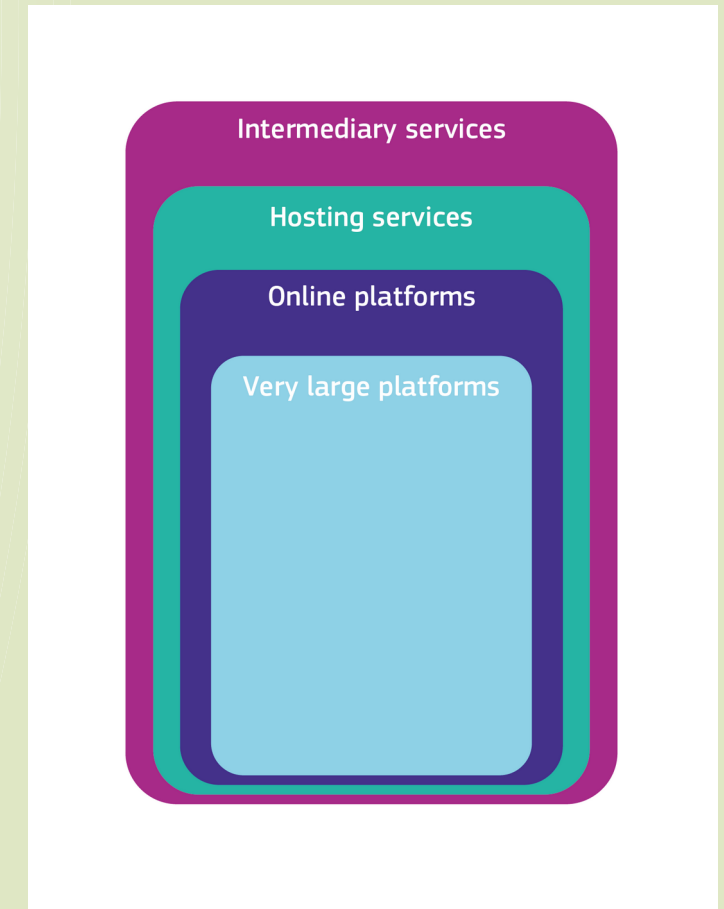 Intermediary services
Hosting services
Online platforms
Very large platforms